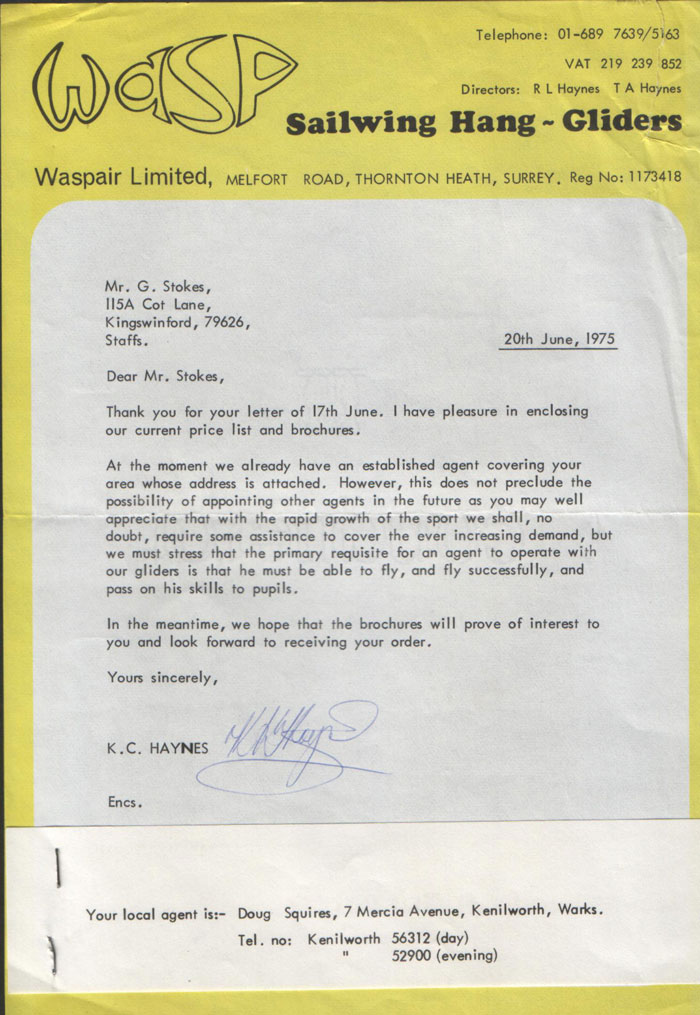 Telephone: 01-689 7639/5163
VAT 219 239 852
Directors: R L Haynes T A Haynes
WASP
Sailwing Hang-Gliders
Waspair Limited, MELFORT ROAD, THORNTON HEATH, SURREY. Reg No: 1173418
Mr. G. Stokes,
115A Cot Lane,
Kingswinford, 79626,
Staffs.
20th June, 1975
Dear Mr. Stokes,
Thank you for your letter of 17th June. I have pleasure in enclosing
our current price list and brochures.
At the moment we already have an established agent covering your
area whose address is attached. However, this does not preclude the
possibility of appointing other agents in the future as you may well
appreciate that with the rapid growth of the sport we shall, no
doubt, require some assistance to cover the ever increasing demand, but
we must stress that the primary requisite for an agent to operate with
our gliders is that he must be able to fly, and fly successfully, and
pass on his skills to pupils.
In the meantime, we hope that the brochures will prove of interest to
you and look forward to receiving your order.
Yours sincerely,
K.C. HAYNES
Encs.
Your local agent is:- Doug Squires, 7 Mercia Avenue, Kenilworth, Warks.
Tel. no: Kenilworth 56312 (day)
" 52900 (evening)